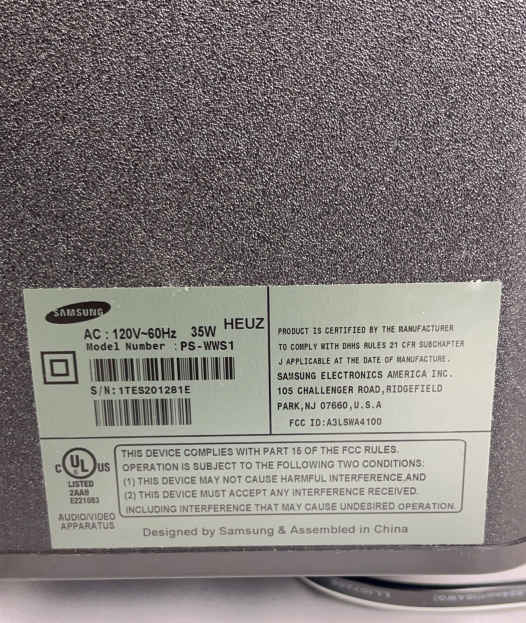 SAMSUNG
AC : 120V~60Hz 35W HEUZ
Model Number : PS-WWS1
S/N: 1TES201281E
PRODUCT IS CERTIFIED BY THE MANUFACTURER
TO COMPLY WITH DHHS RULES 21 CFR SUBCHAPTER
J APPLICABLE AT THE DATE OF MANUFACTURE.
SAMSUNG ELECTRONICS AMERICA INC.
105 CHALLENGER ROAD,RIDGEFIELD
PARK,NJ 07660,U.S.A
FCC ID:A3LSWA4100
C UL US
LISTED
2AA8
E221083
AUDIO/VIDEO
APPARATUS
THIS DEVICE COMPLIES WITH PART 15 OF THE FCC RULES.
OPERATION IS SUBJECT TO THE FOLLOWING TWO CONDITIONS:
(1) THIS DEVICE MAY NOT CAUSE HARMFUL INTERFERENCE,AND
(2) THIS DEVICE MUST ACCEPT ANY INTERFERENCE RECEIVED.
INCLUDING INTERFERENCE THAT MAY CAUSE UNDESIRED OPERATION.
Designed by Samsung & Assembled in China